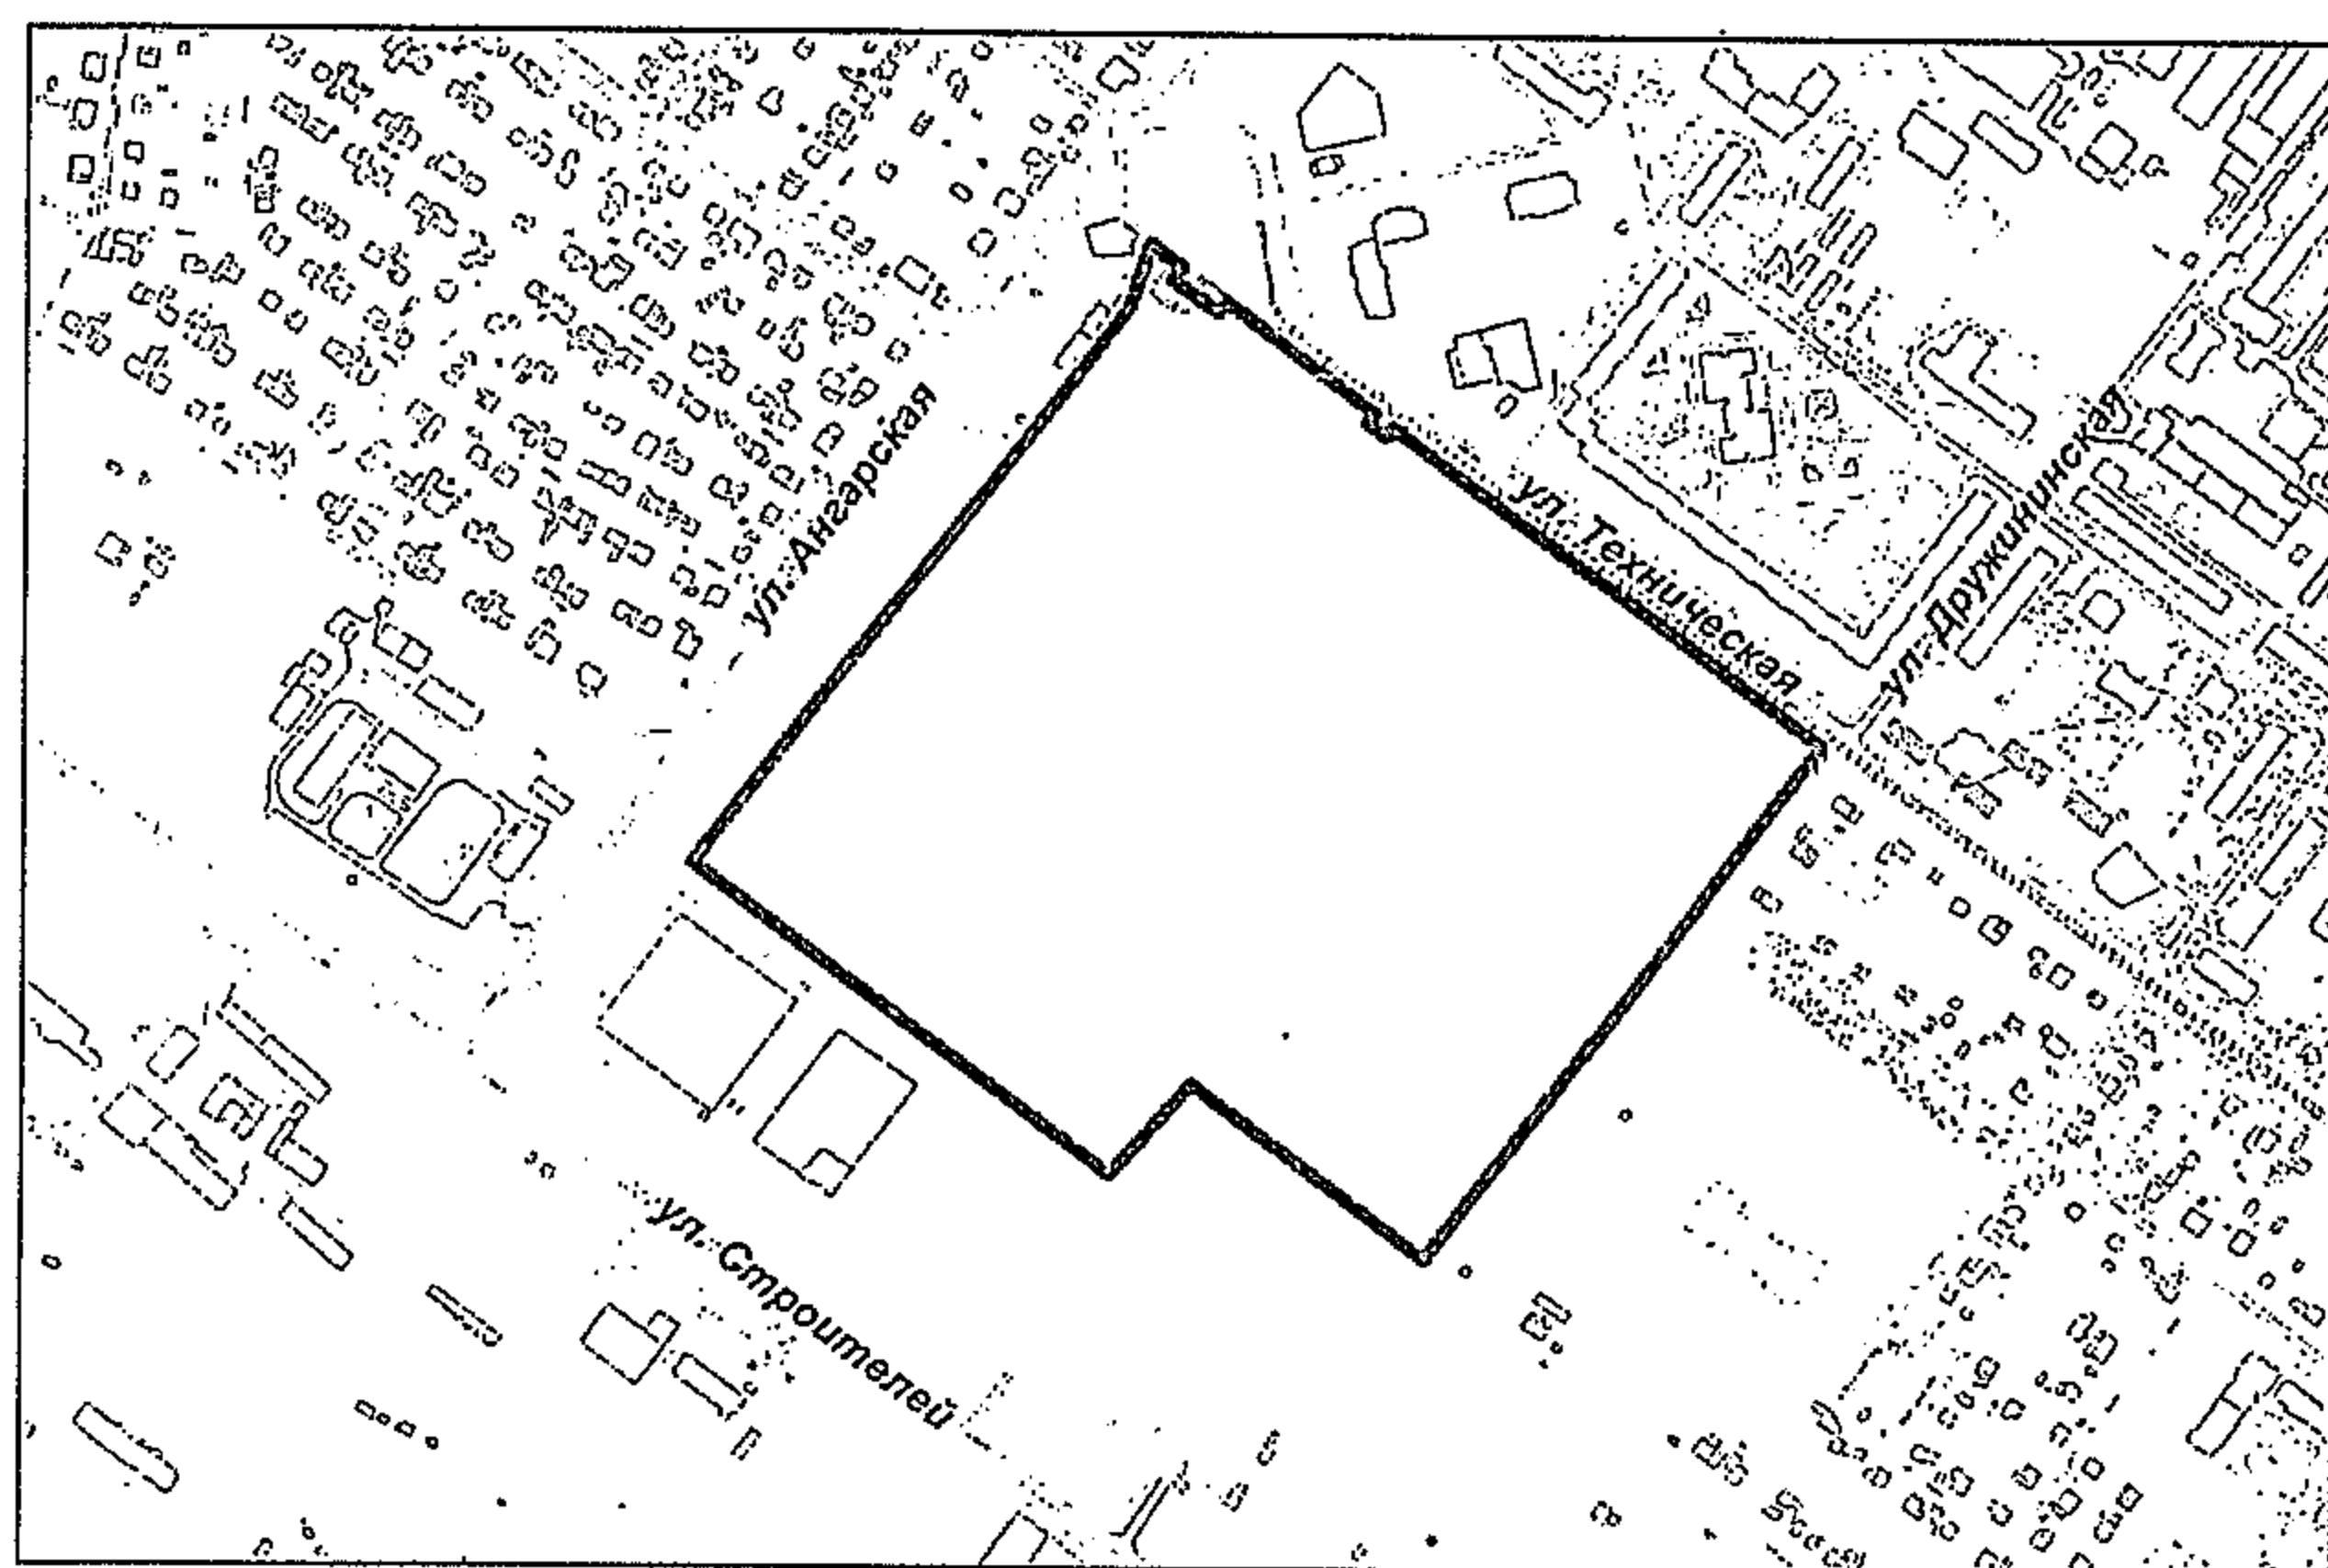 ул. Ангарская
ул. Техническая
ул. Дружининская
ул. Строителей